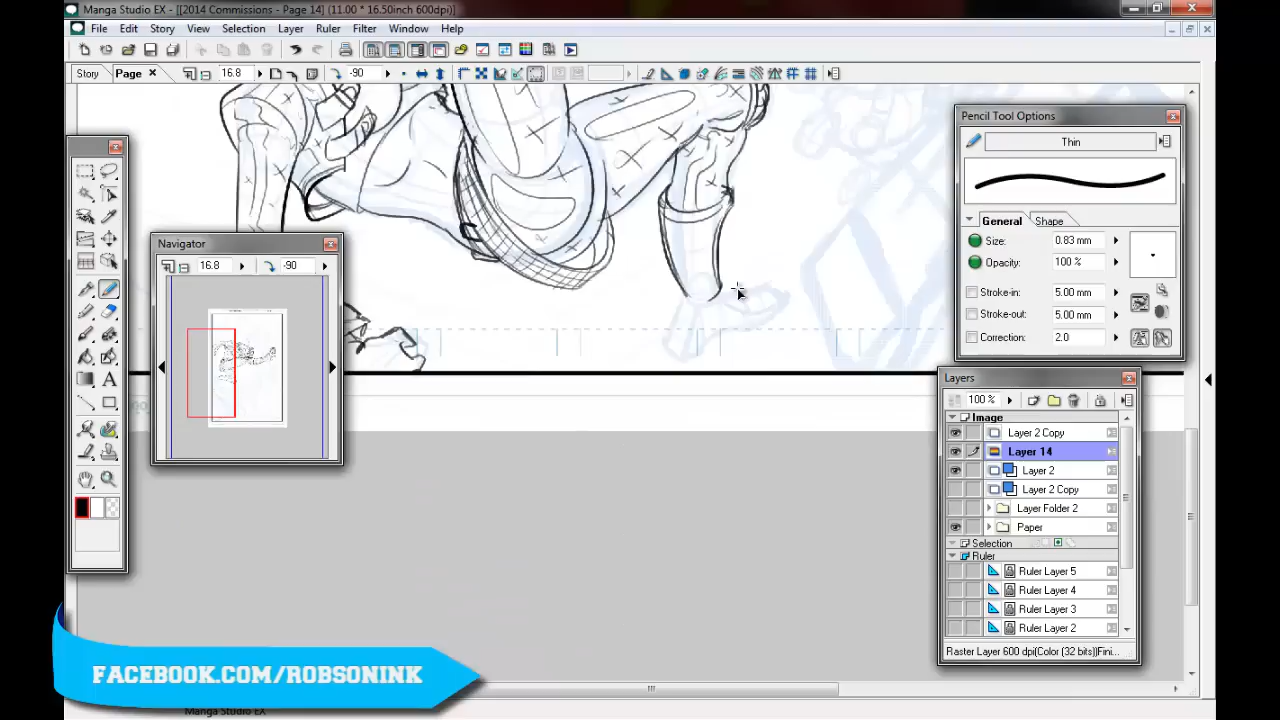 Manga Studio EX - [[2014 Commissions - Page 14] (11.00 * 16.50inch 600dpi)]
File Edit Story View Selection Layer Ruler Filter Window Help
Story Page 16.8 -90
Pencil Tool Options
Thin
General Shape
Size: 0.83 mm
Opacity: 100 %
Stroke-in: 5.00 mm
Stroke-out: 5.00 mm
Correction: 2.0
Navigator
16.8 -90
Layers
100 %
Image
Layer 2 Copy
Layer 14
Layer 2
Layer 2 Copy
Layer Folder 2
Paper
Selection
Ruler
Ruler Layer 5
Ruler Layer 4
Ruler Layer 3
Ruler Layer 2
Raster Layer 600 dpi(Color (32 bits))Fini...
FACEBOOK.COM/ROBSONINK
Manga Studio EX